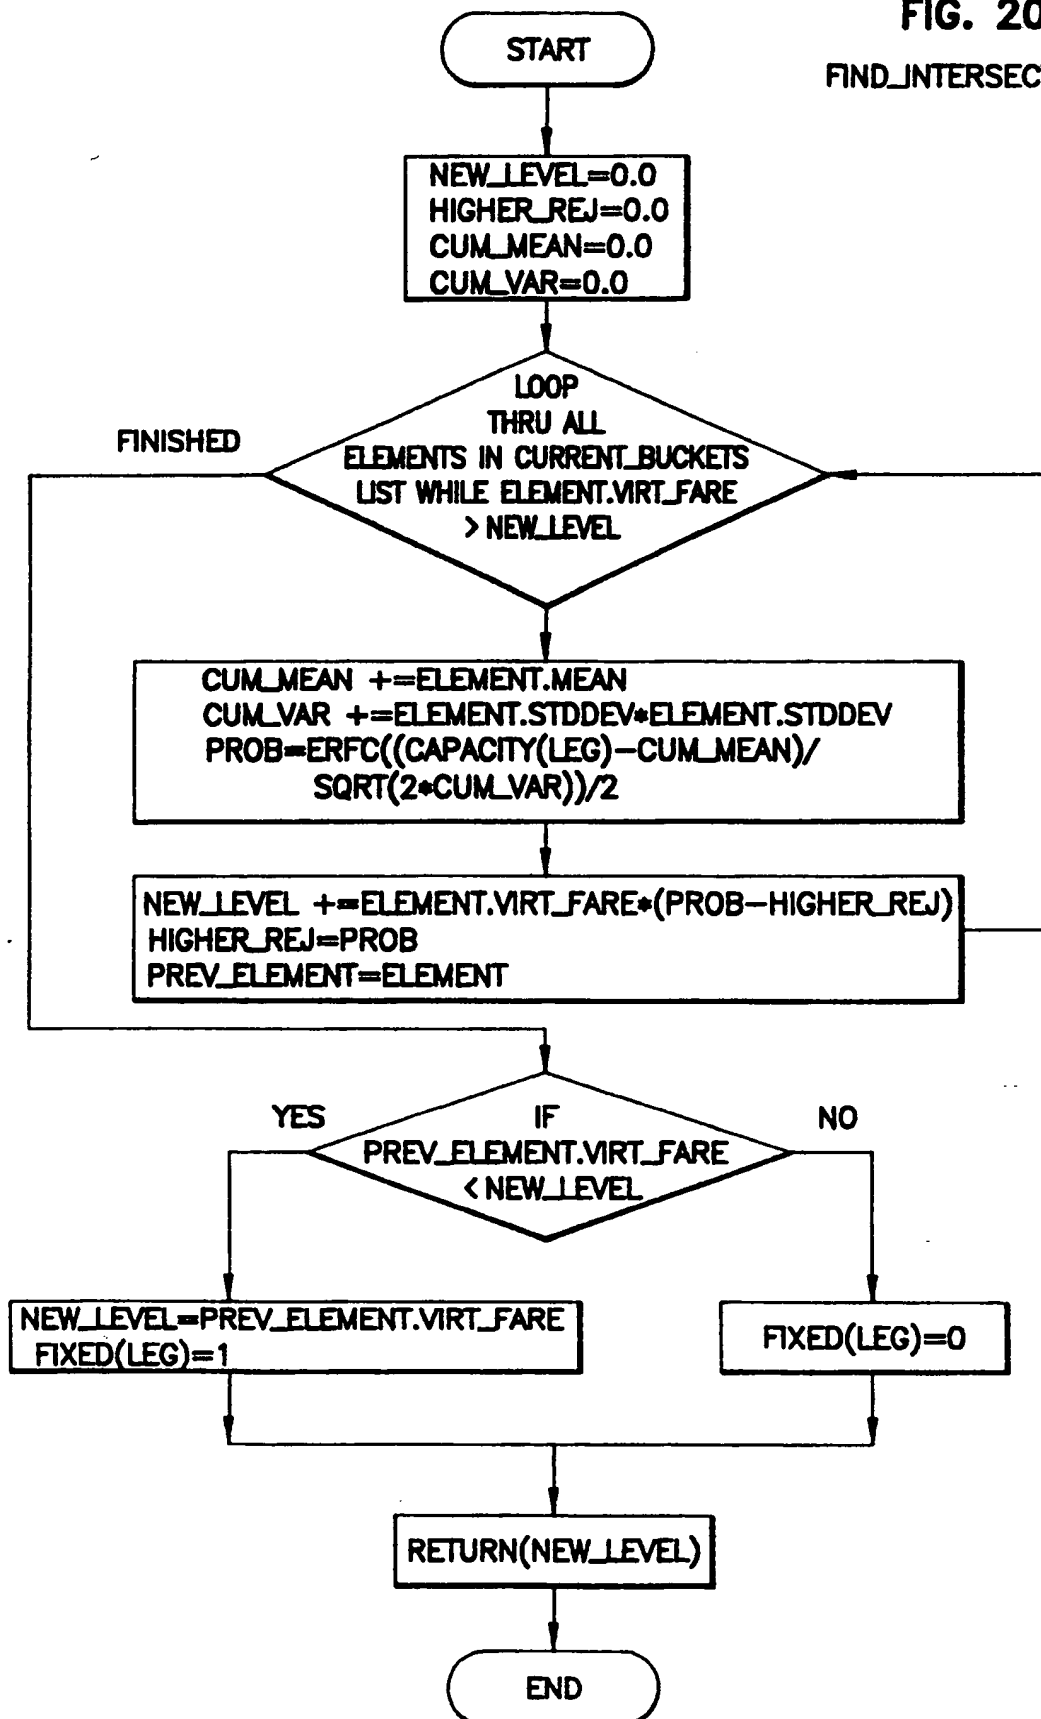 FIG. 20
FIND_INTERSEC
START
NEW_LEVEL=0.0
HIGHER_REJ=0.0
CUM_MEAN=0.0
CUM_VAR=0.0
LOOP
THRU ALL
ELEMENTS IN CURRENT_BUCKETS
LIST WHILE ELEMENT.VIRT_FARE
> NEW_LEVEL
FINISHED
CUM_MEAN +=ELEMENT.MEAN
CUM_VAR +=ELEMENT.STDDEV*ELEMENT.STDDEV
PROB=ERFC((CAPACITY(LEG)-CUM_MEAN)/
SQRT(2*CUM_VAR))/2
NEW_LEVEL +=ELEMENT.VIRT_FARE*(PROB-HIGHER_REJ)
HIGHER_REJ=PROB
PREV_ELEMENT=ELEMENT
YES
IF
PREV_ELEMENT.VIRT_FARE
< NEW_LEVEL
NO
NEW_LEVEL=PREV_ELEMENT.VIRT_FARE
FIXED(LEG)=1
FIXED(LEG)=0
RETURN(NEW_LEVEL)
END